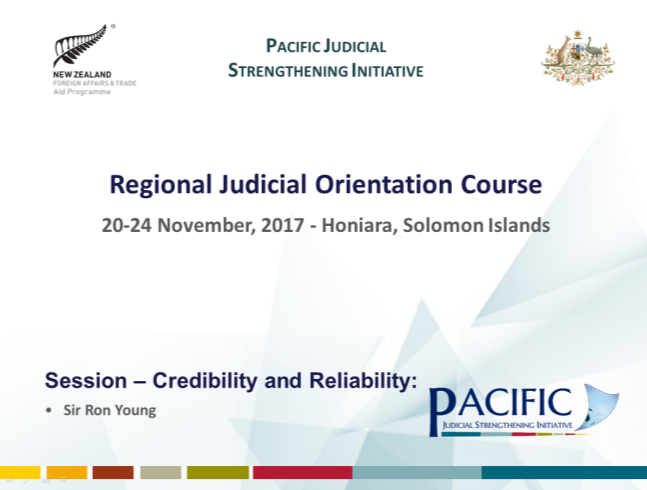 NEW ZEALAND
FOREIGN AFFAIRS & TRADE
Aid Programme
PACIFIC JUDICIAL
STRENGTHENING INITIATIVE
Regional Judicial Orientation Course
20-24 November, 2017 - Honiara, Solomon Islands
Session – Credibility and Reliability:
• Sir Ron Young
PACIFIC
JUDICIAL STRENGTHENING INITIATIVE